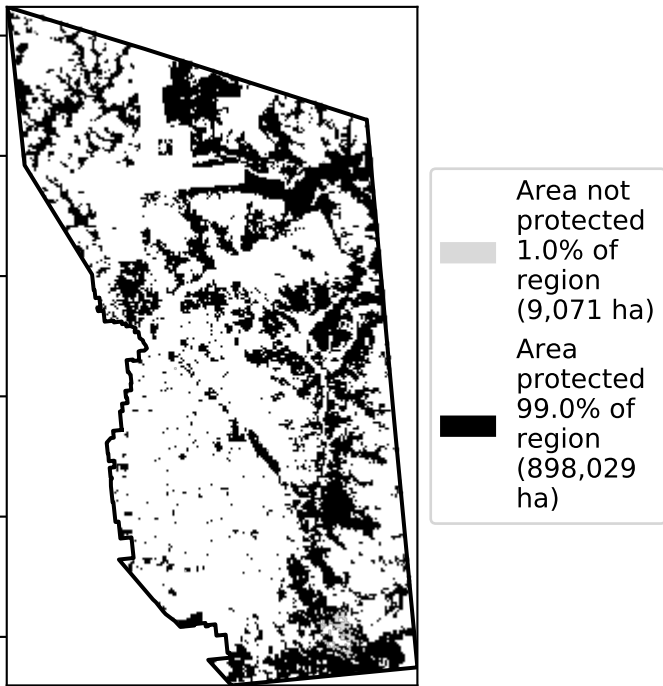 Area not
protected
1.0% of
region
(9,071 ha)
Area
protected
99.0% of
region
(898,029
ha)